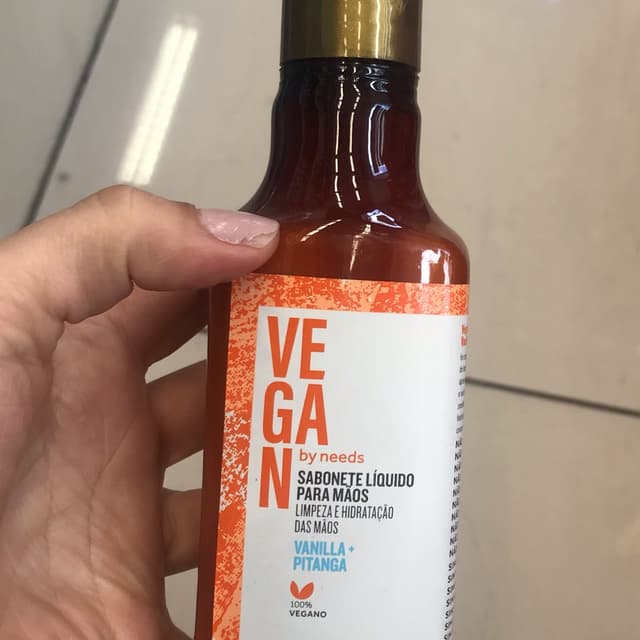 VE
GA
N
by needs
SABONETE LÍQUIDO
PARA MÃOS
LIMPEZA E HIDRATAÇÃO
DAS MÃOS
VANILLA +
PITANGA
100%
VEGANO